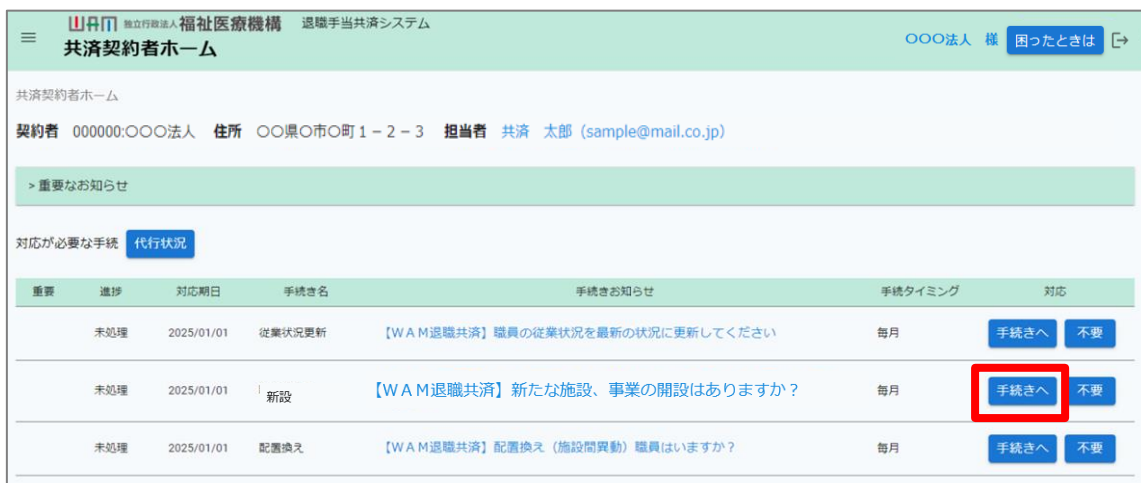 WAM 独立行政法人福祉医療機構 退職手当共済システム
共済契約者ホーム
〇〇〇法人 様 困ったときは
共済契約者ホーム
契約者 000000:〇〇〇法人 住所 〇〇県〇市〇町1－2－3 担当者 共済 太郎（sample@mail.co.jp）
>重要なお知らせ
対応が必要な手続 代行状況
重要 進捗 対応期日 手続き名 手続きお知らせ 手続タイミング 対応
未処理 2025/01/01 従業状況更新 【ＷＡＭ退職共済】職員の従業状況を最新の状況に更新してください 毎月 手続きへ 不要
未処理 2025/01/01 新設 【ＷＡＭ退職共済】新たな施設、事業の開設はありますか？ 毎月 手続きへ 不要
未処理 2025/01/01 配置換え 【ＷＡＭ退職共済】配置換え（施設間異動）職員はいますか？ 毎月 手続きへ 不要